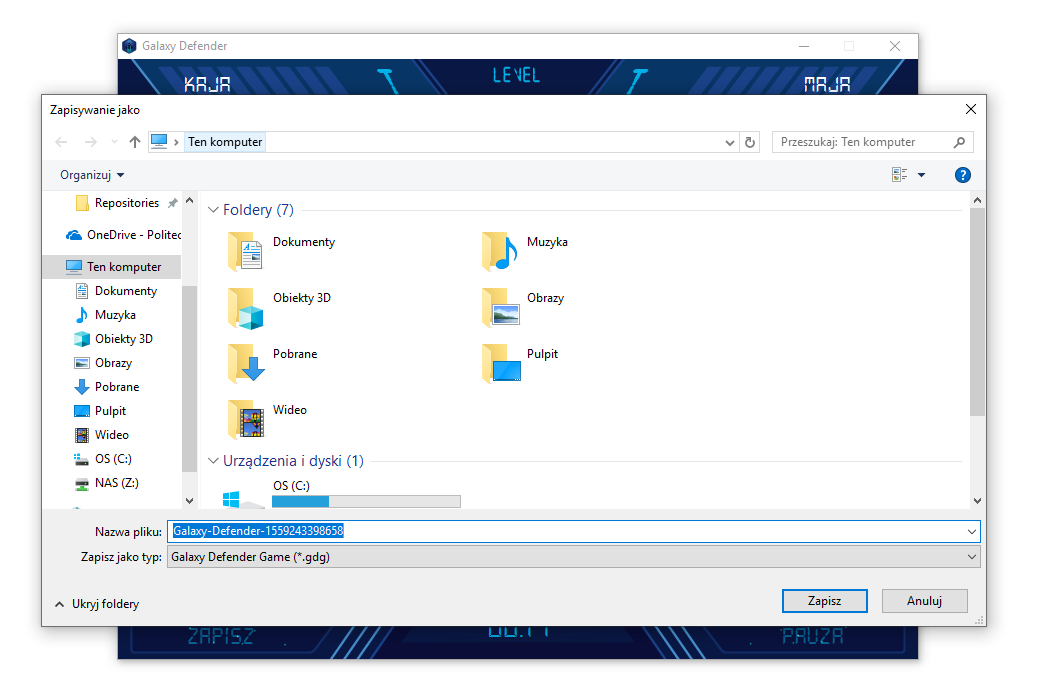 Galaxy Defender
KAJA
LEVEL
MAJA
Zapisywanie jako
Ten komputer
Przeszukaj: Ten komputer
Organizuj
Repositories
OneDrive - Politec
Ten komputer
Dokumenty
Muzyka
Obiekty 3D
Obrazy
Pobrane
Pulpit
Wideo
OS (C:)
NAS (Z:)
Foldery (7)
Dokumenty
Muzyka
Obiekty 3D
Obrazy
Pobrane
Pulpit
Wideo
Urządzenia i dyski (1)
OS (C:)
Nazwa pliku: Galaxy-Defender-1559243398658
Zapisz jako typ: Galaxy Defender Game (*.gdg)
Ukryj foldery
Zapisz
Anuluj
ZAPISZ
PAUZA